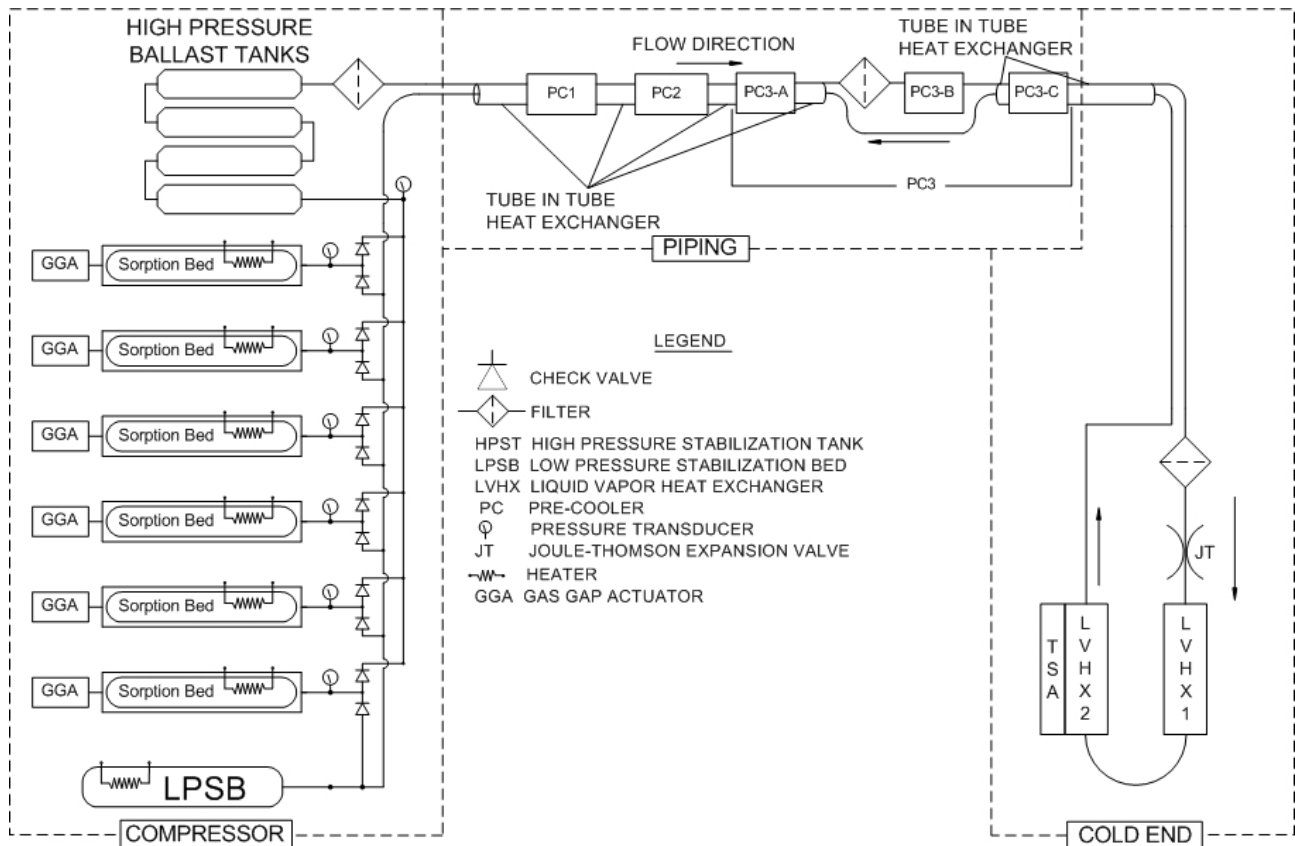 HIGH PRESSURE
BALLAST TANKS
FLOW DIRECTION
TUBE IN TUBE
HEAT EXCHANGER
PC1
PC2
PC3-A
PC3-B
PC3-C
PC3
TUBE IN TUBE
HEAT EXCHANGER
PIPING
GGA
Sorption Bed
GGA
Sorption Bed
GGA
Sorption Bed
GGA
Sorption Bed
GGA
Sorption Bed
GGA
Sorption Bed
LPSB
COMPRESSOR
LEGEND
CHECK VALVE
FILTER
HPST HIGH PRESSURE STABILIZATION TANK
LPSB LOW PRESSURE STABILIZATION BED
LVHX LIQUID VAPOR HEAT EXCHANGER
PC PRE-COOLER
PRESSURE TRANSDUCER
JT JOULE-THOMSON EXPANSION VALVE
HEATER
GGA GAS GAP ACTUATOR
JT
TSA
LVHX2
LVHX1
COLD END